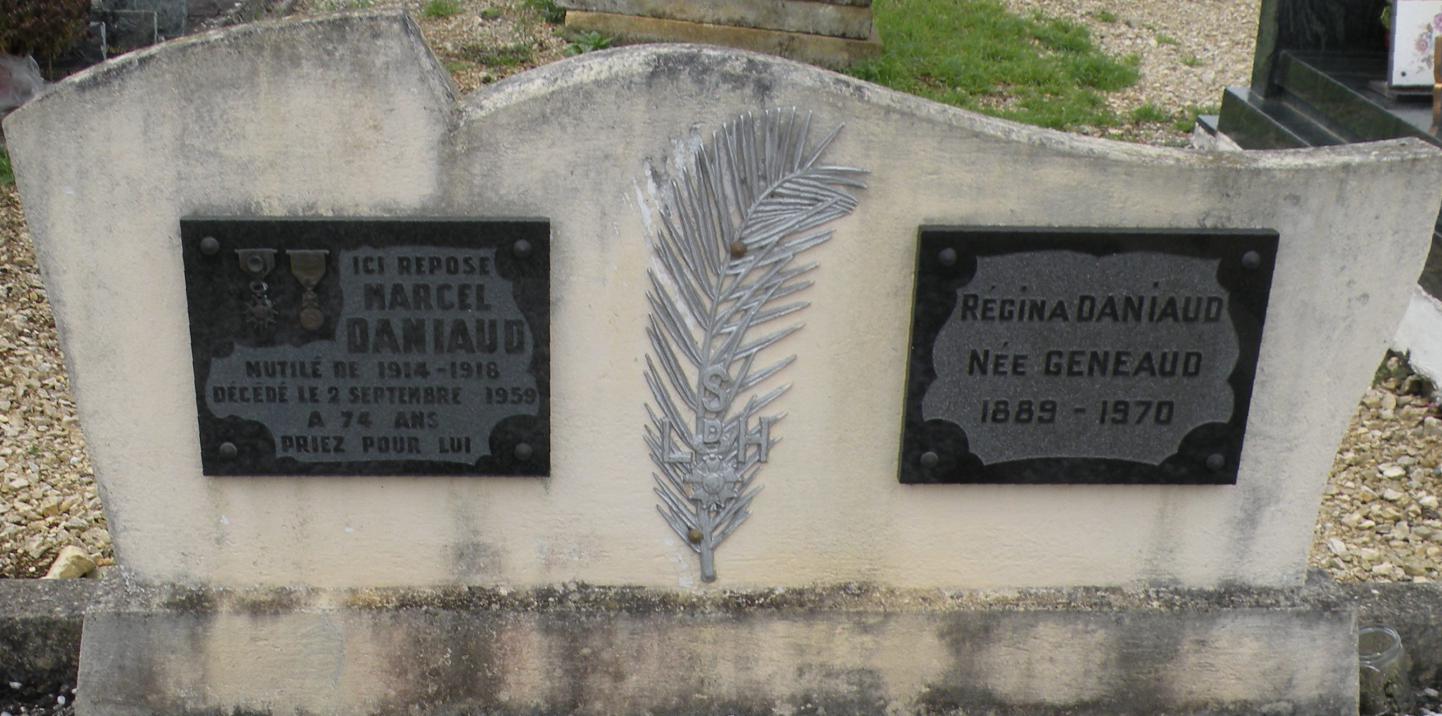 ICI REPOSE
MARCEL
DANIAUD
MUTILÉ DE 1914-1918
DÉCÉDÉ LE 2 SEPTEMBRE 1959
A 74 ANS
PRIEZ POUR LUI
S
D
L H
RÉGINA DANIAUD
NÉE GENEAUD
1889 - 1970